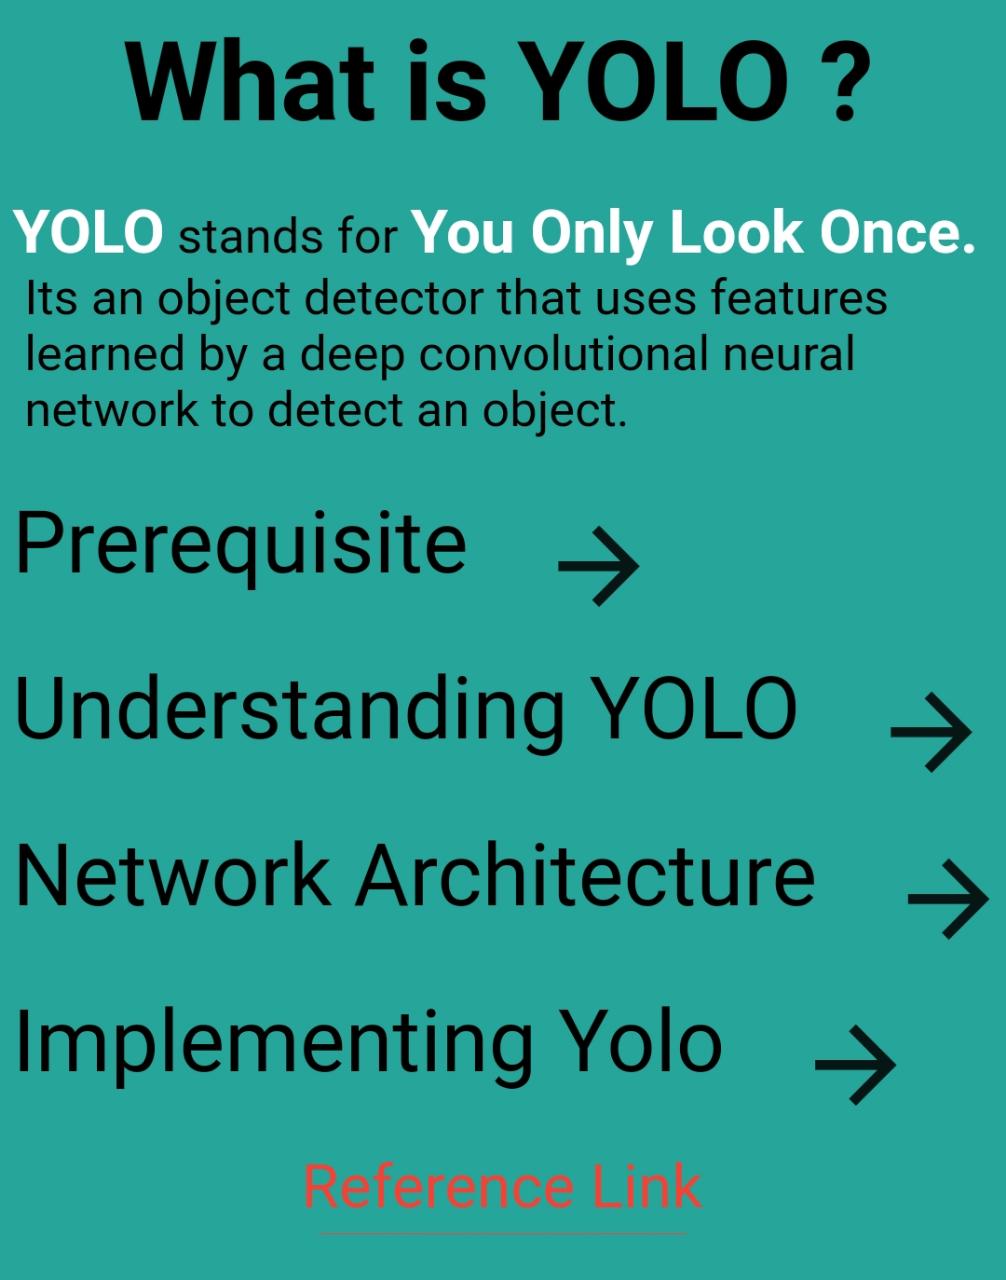 What is YOLO ?
YOLO stands for You Only Look Once.
Its an object detector that uses features
learned by a deep convolutional neural
network to detect an object.
Prerequisite →
Understanding YOLO →
Network Architecture →
Implementing Yolo →
Reference Link